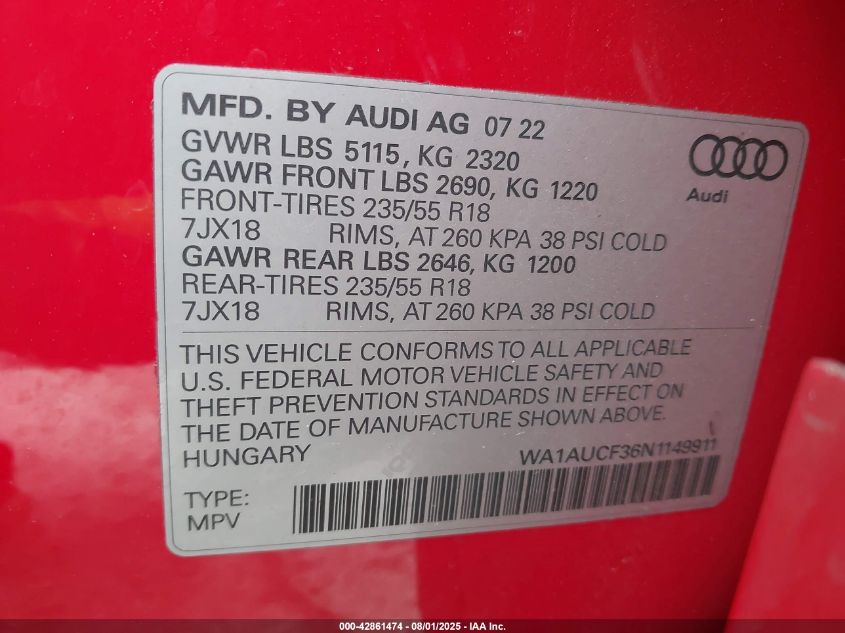 MFD. BY AUDI AG 07 22
GVWR LBS 5115, KG 2320
GAWR FRONT LBS 2690, KG 1220
FRONT-TIRES 235/55 R18
7JX18 RIMS, AT 260 KPA 38 PSI COLD
GAWR REAR LBS 2646, KG 1200
REAR-TIRES 235/55 R18
7JX18 RIMS, AT 260 KPA 38 PSI COLD
Audi
THIS VEHICLE CONFORMS TO ALL APPLICABLE
U.S. FEDERAL MOTOR VEHICLE SAFETY AND
THEFT PREVENTION STANDARDS IN EFFECT ON
THE DATE OF MANUFACTURE SHOWN ABOVE.
HUNGARY WA1AUCF36N1149911
TYPE:
MPV
000-42861474 - 08/01/2025 - IAA Inc.